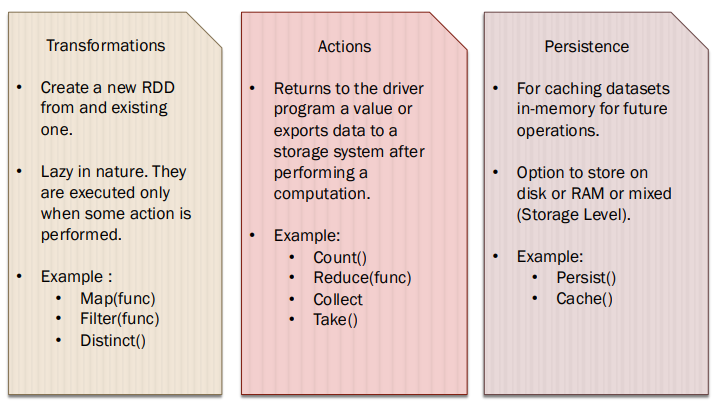 Transformations
• Create a new RDD
from and existing
one.
• Lazy in nature. They
are executed only
when some action is
performed.
• Example :
• Map(func)
• Filter(func)
• Distinct()
Actions
• Returns to the driver
program a value or
exports data to a
storage system after
performing a
computation.
• Example:
• Count()
• Reduce(func)
• Collect
• Take()
Persistence
• For caching datasets
in-memory for future
operations.
• Option to store on
disk or RAM or mixed
(Storage Level).
• Example:
• Persist()
• Cache()